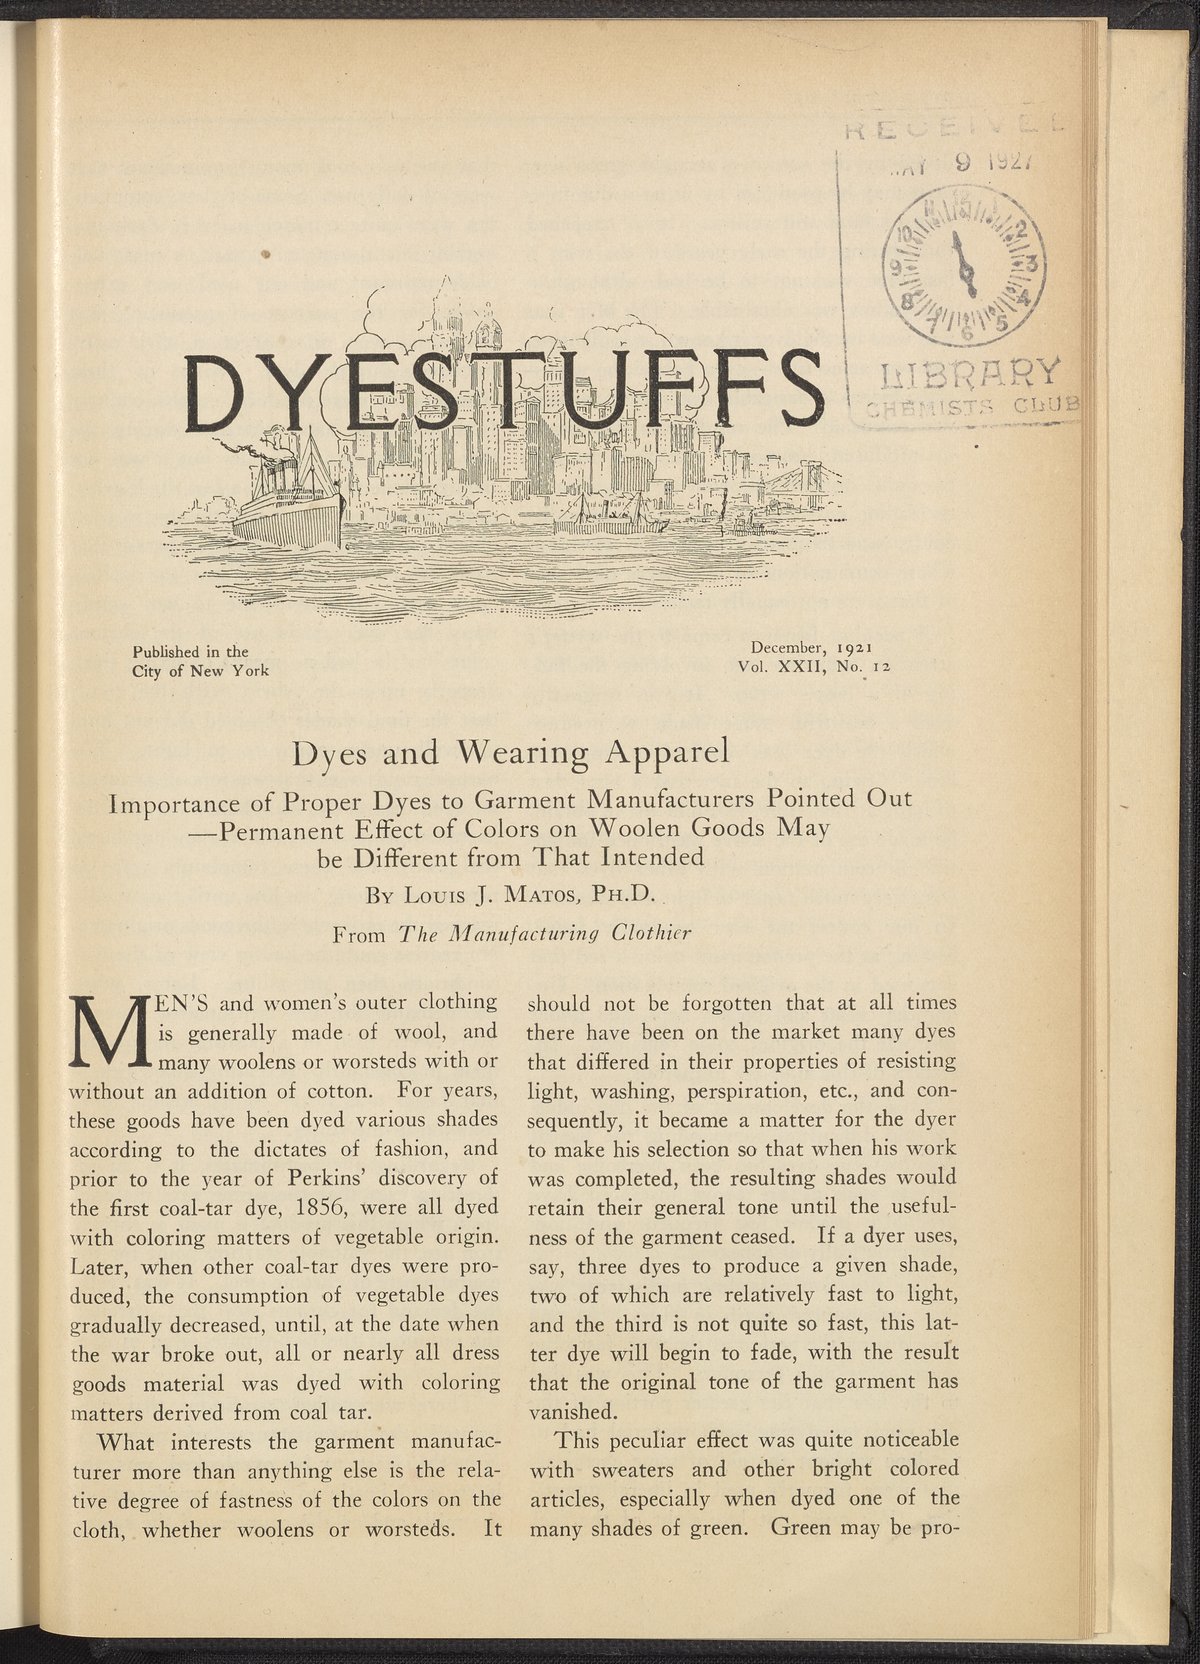 RECEIVED
MAY 9 1927
12
1
2
3
4
5
6
7
8
9
10
11
LIBRARY
CHEMISTS CLUB
DYESTUFFS
Published in the
City of New York
December, 1921
Vol. XXII, No. 12
Dyes and Wearing Apparel
Importance of Proper Dyes to Garment Manufacturers Pointed Out
—Permanent Effect of Colors on Woolen Goods May
be Different from That Intended
By Louis J. Matos, Ph.D.
From The Manufacturing Clothier
MEN'S and women's outer clothing
is generally made of wool, and
many woolens or worsteds with or
without an addition of cotton. For years,
these goods have been dyed various shades
according to the dictates of fashion, and
prior to the year of Perkins' discovery of
the first coal-tar dye, 1856, were all dyed
with coloring matters of vegetable origin.
Later, when other coal-tar dyes were pro-
duced, the consumption of vegetable dyes
gradually decreased, until, at the date when
the war broke out, all or nearly all dress
goods material was dyed with coloring
matters derived from coal tar.
What interests the garment manufac-
turer more than anything else is the rela-
tive degree of fastness of the colors on the
cloth, whether woolens or worsteds. It
should not be forgotten that at all times
there have been on the market many dyes
that differed in their properties of resisting
light, washing, perspiration, etc., and con-
sequently, it became a matter for the dyer
to make his selection so that when his work
was completed, the resulting shades would
retain their general tone until the useful-
ness of the garment ceased. If a dyer uses,
say, three dyes to produce a given shade,
two of which are relatively fast to light,
and the third is not quite so fast, this lat-
ter dye will begin to fade, with the result
that the original tone of the garment has
vanished.
This peculiar effect was quite noticeable
with sweaters and other bright colored
articles, especially when dyed one of the
many shades of green. Green may be pro-